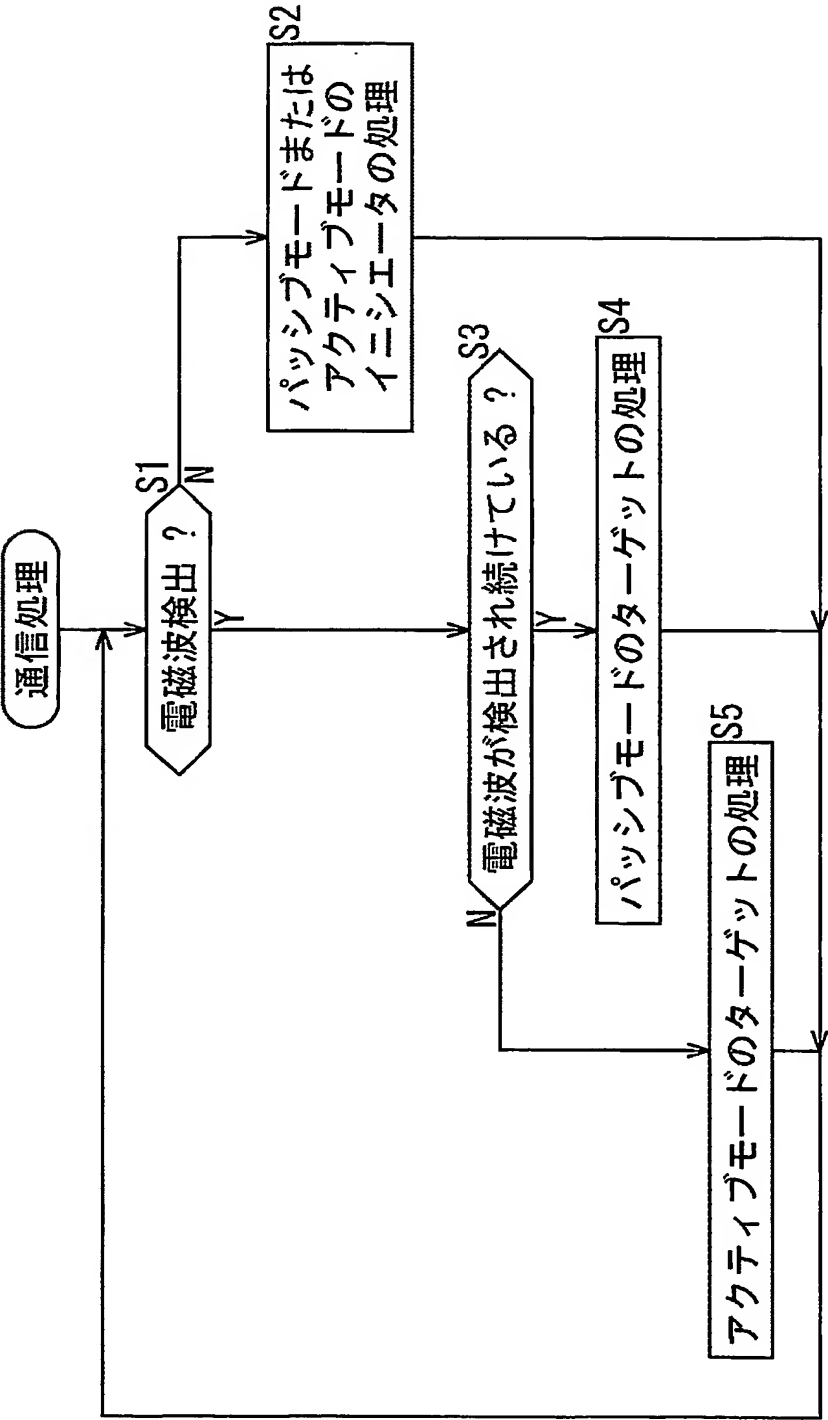 通信処理
電磁波検出 ?
S1
N
Y
パッシブモードまたは
アクティブモードの
イニシエータの処理
S2
電磁波が検出され続けている ?
S3
N
Y
パッシブモードのターゲットの処理
S4
アクティブモードのターゲットの処理
S5